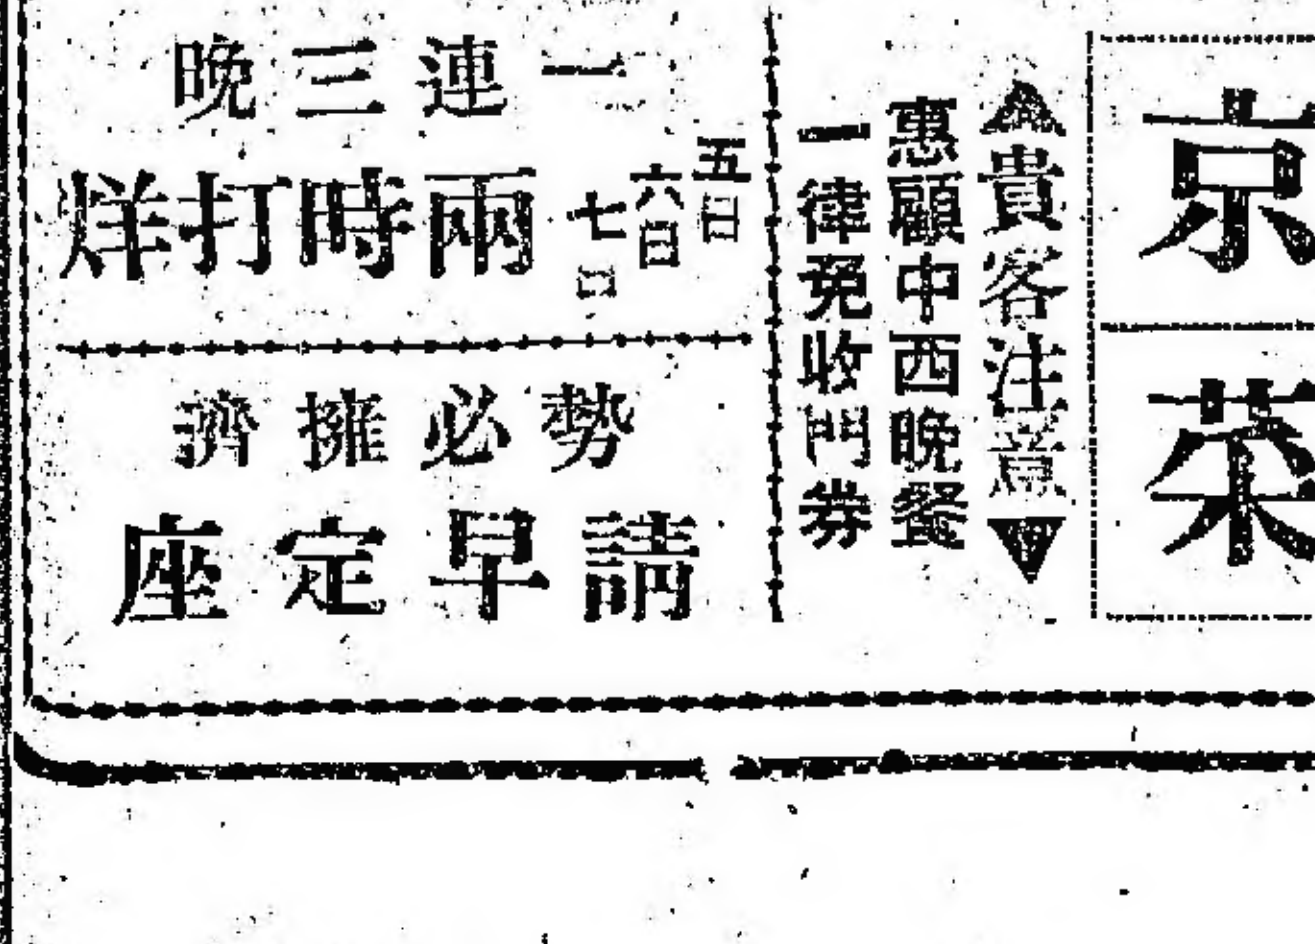 京菜
▲貴客注意▼
惠顧中西晚餐
一律免收門券
一連三晚
五日
六日
七日
兩時打烊
勢必擁擠
請早定座